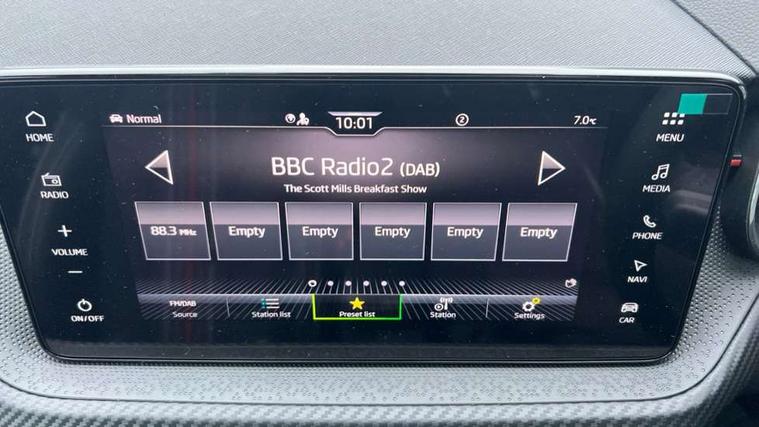 HOME
RADIO
+
VOLUME
−
ON/OFF
Normal
10:01
2
7.0°C
BBC Radio2 (DAB)
The Scott Mills Breakfast Show
88.3 MHz
Empty
Empty
Empty
Empty
Empty
FM/DAB
Source
Station list
Preset list
Station
Settings
MENU
MEDIA
PHONE
NAVI
CAR